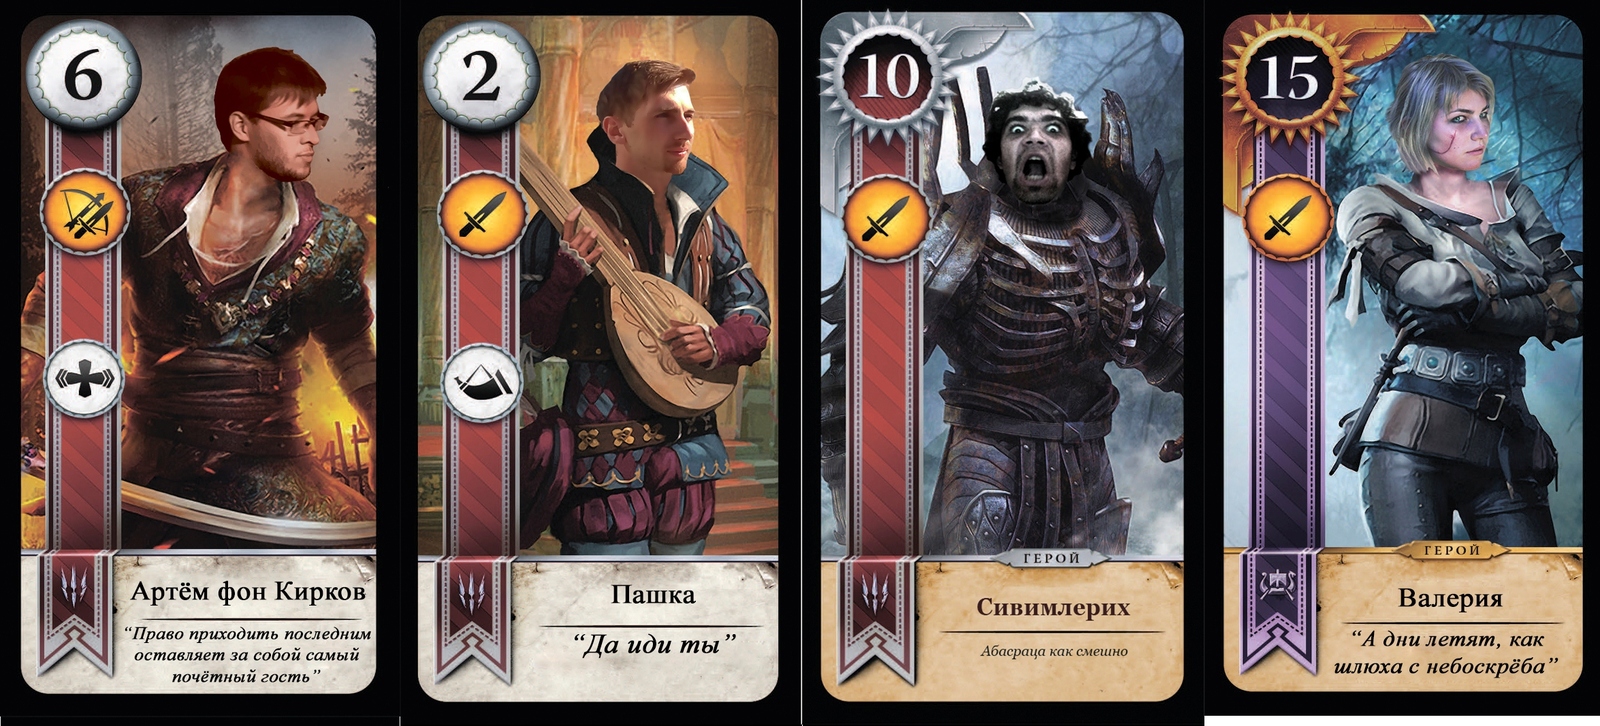 6
Артём фон Кирков
“Право приходить последним
оставляет за собой самый
почётный гость”
2
Пашка
“Да иди ты”
10
ГЕРОЙ
Сивимлерих
Абасраца как смешно
15
ГЕРОЙ
Валерия
“А дни летят, как
шлюха с небоскрёба”